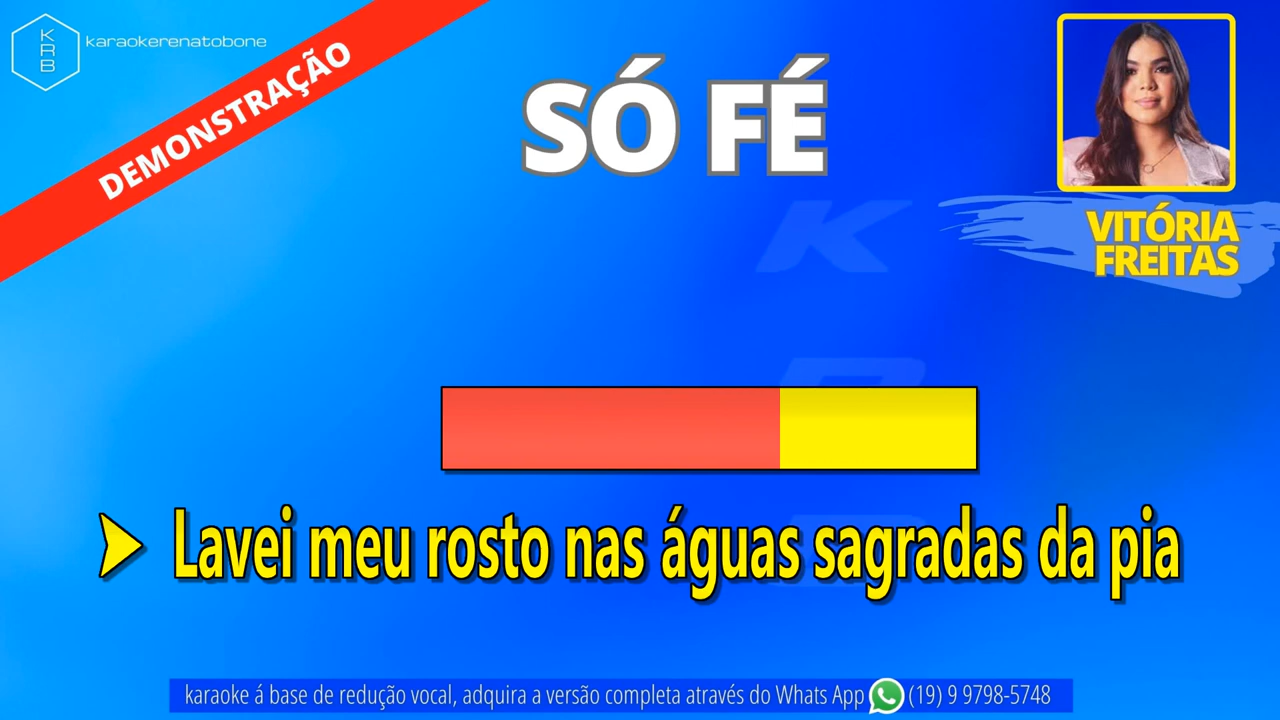 K
R
B
karaokerenatobone
DEMONSTRAÇÃO
SÓ FÉ
VITÓRIA
FREITAS
K
R
B
Lavei meu rosto nas águas sagradas da pia
karaoke á base de redução vocal, adquira a versão completa através do Whats App (19) 9 9798-5748